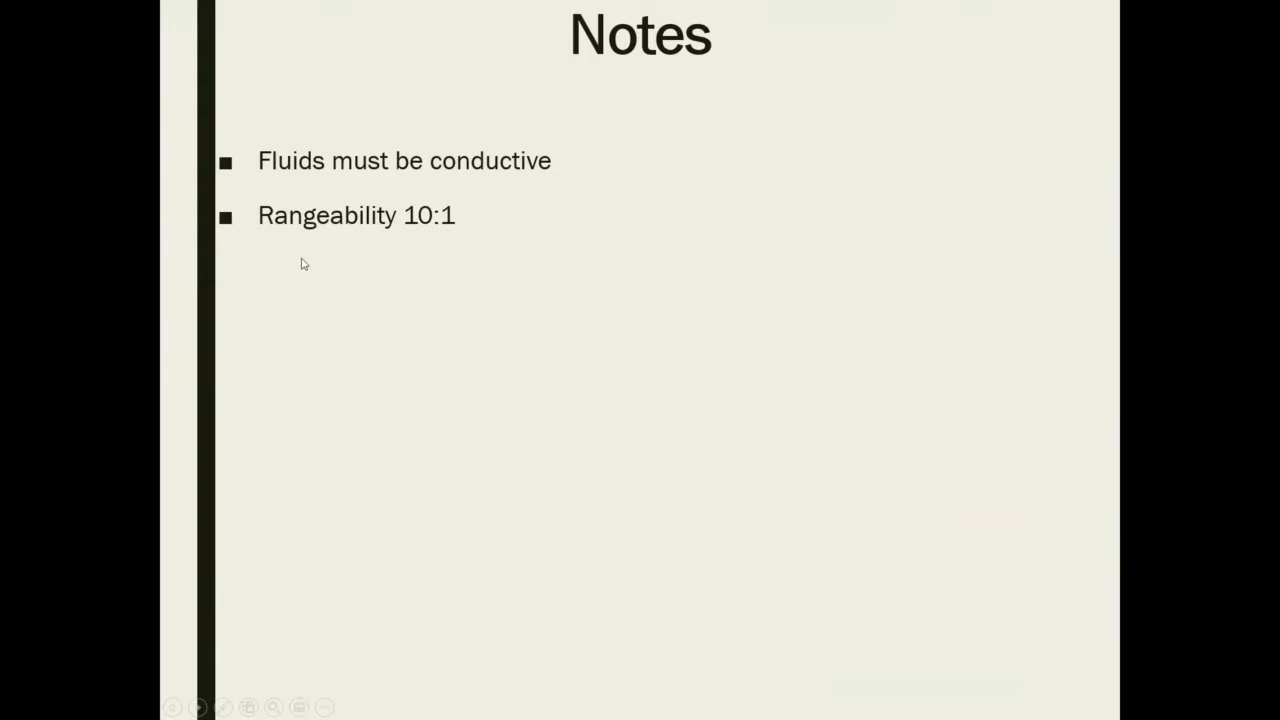 Notes
■ Fluids must be conductive
■ Rangeability 10:1